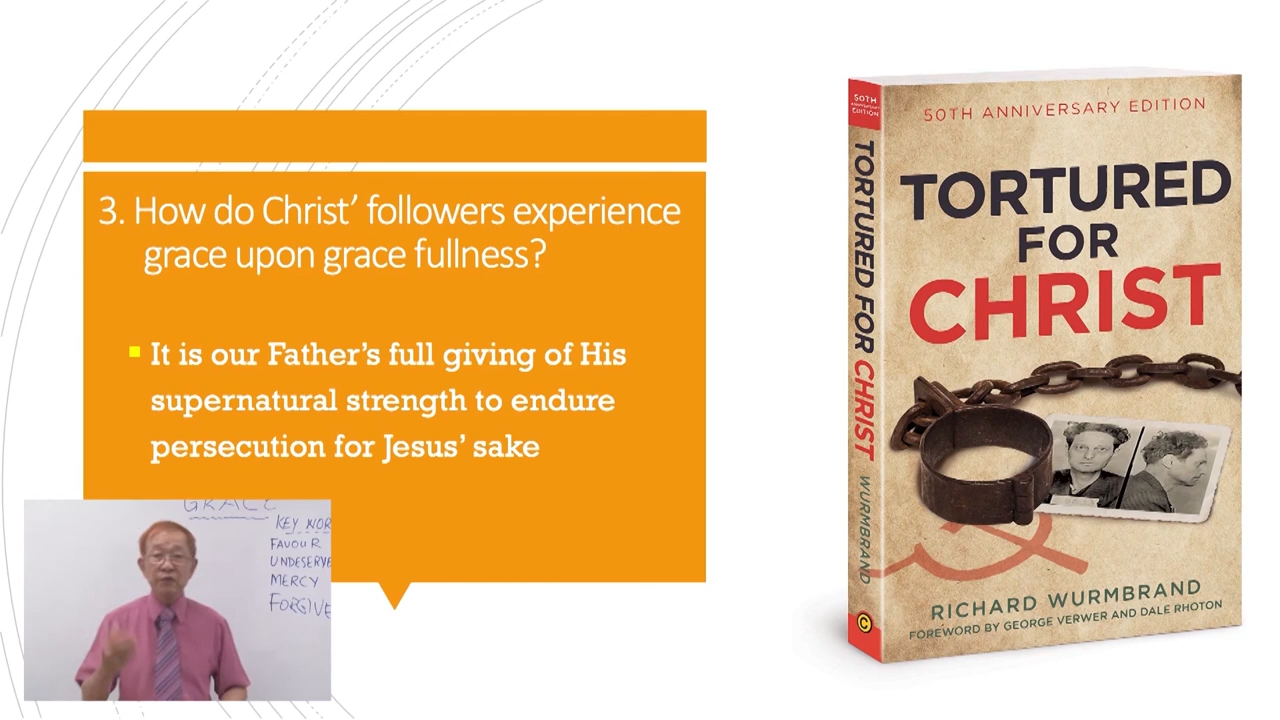 3. How do Christ’ followers experience
grace upon grace fullness?
It is our Father’s full giving of His
supernatural strength to endure
persecution for Jesus’ sake
GRACE
KEY WOR
FAVOUR
UNDESERVE
MERCY
FORGIVE
50TH
ANNIVERSARY
EDITION
TORTURED FOR CHRIST
WURMBRAND
50TH ANNIVERSARY EDITION
TORTURED
FOR
CHRIST
RICHARD WURMBRAND
FOREWORD BY GEORGE VERWER AND DALE RHOTON